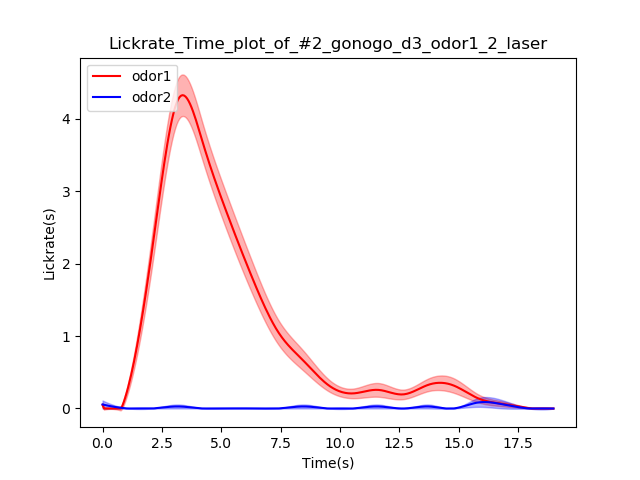 Lickrate_Time_plot_of_#2_gonogo_d3_odor1_2_laser
odor1
odor2
4
3
2
1
0
Lickrate(s)
0.0 2.5 5.0 7.5 10.0 12.5 15.0 17.5
Time(s)